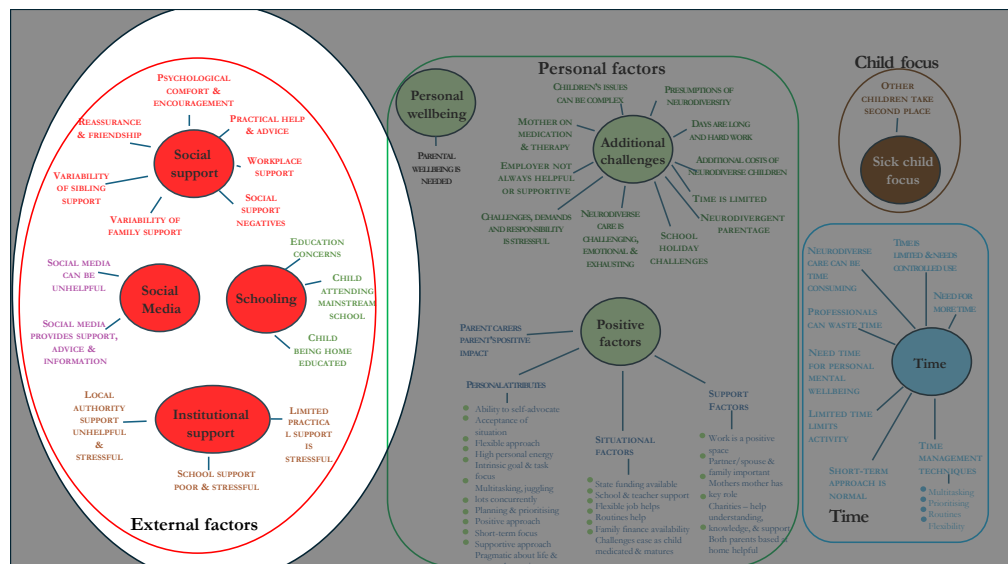 PSYCHOLOGICAL
COMFORT &
ENCOURAGEMENT
REASSURANCE
& FRIENDSHIP
PRACTICAL HELP
& ADVICE
Social
support
WORKPLACE
SUPPORT
VARIABILITY
OF SIBLING
SUPPORT
VARIABILITY OF
FAMILY SUPPORT
SOCIAL
SUPPORT
NEGATIVES
SOCIAL MEDIA
CAN BE
UNHELPFUL
Social
Media
SOCIAL MEDIA
PROVIDES SUPPORT,
ADVICE &
INFORMATION
EDUCATION
CONCERNS
Schooling
CHILD
ATTENDING
MAINSTREAM
SCHOOL
CHILD
BEING HOME
EDUCATED
LOCAL
AUTHORITY
SUPPORT
UNHELPFUL
&
STRESSFUL
Institutional
support
LIMITED
PRACTICA
L SUPPORT
IS
STRESSFUL
SCHOOL SUPPORT
POOR & STRESSFUL
External factors
Personal factors
Personal
wellbeing
PARENTAL
WELLBEING IS
NEEDED
CHILDREN'S ISSUES
CAN BE COMPLEX
PRESUMPTIONS OF
NEURODIVERSITY
MOTHER ON
MEDICATION
& THERAPY
Additional
challenges
DAYS ARE LONG
AND HARD WORK
EMPLOYER NOT
ALWAYS HELPFUL
OR SUPPORTIVE
ADDITIONAL COSTS OF
NEURODIVERSE CHILDREN
TIME IS LIMITED
CHALLENGES, DEMANDS
AND RESPONSIBILITY
IS STRESSFUL
NEURODIVERSE
CARE IS
CHALLENGING,
EMOTIONAL &
EXHAUSTING
SCHOOL
HOLIDAY
CHALLENGES
NEURODIVERGENT
PARENTAGE
Positive
factors
PARENT CARERS
PARENT'S POSITIVE
IMPACT
PERSONAL ATTRIBUTES
Ability to self-advocate
Acceptance of
situation
Flexible approach
High personal energy
Intrinsic goal & task
focus
Multitasking, juggling
lots concurrently
Planning & prioritising
Positive approach
Short-term focus
Supportive approach
Pragmatic about life &
SITUATIONAL
FACTORS
State funding available
School & teacher support
Flexible job helps
Routines help
Family finance availability
Challenges ease as child
medicated & matures
SUPPORT
FACTORS
Work is a positive
space
Partner/spouse &
family important
Mothers mother has
key role
Charities – help
understanding,
knowledge, & support
Both parents based at
home helpful
Child focus
OTHER
CHILDREN TAKE
SECOND PLACE
Sick child
focus
NEURODIVERSE
CARE CAN BE
TIME
CONSUMING
TIME IS
LIMITED & NEEDS
CONTROLLED USE
NEED FOR
MORE TIME
PROFESSIONALS
CAN WASTE TIME
Time
NEED TIME
FOR PERSONAL
MENTAL
WELLBEING
LIMITED TIME
LIMITS
ACTIVITY
SHORT-TERM
APPROACH IS
NORMAL
TIME
MANAGEMENT
TECHNIQUES
Multitasking
Prioritising
Routines
Flexibility
Time